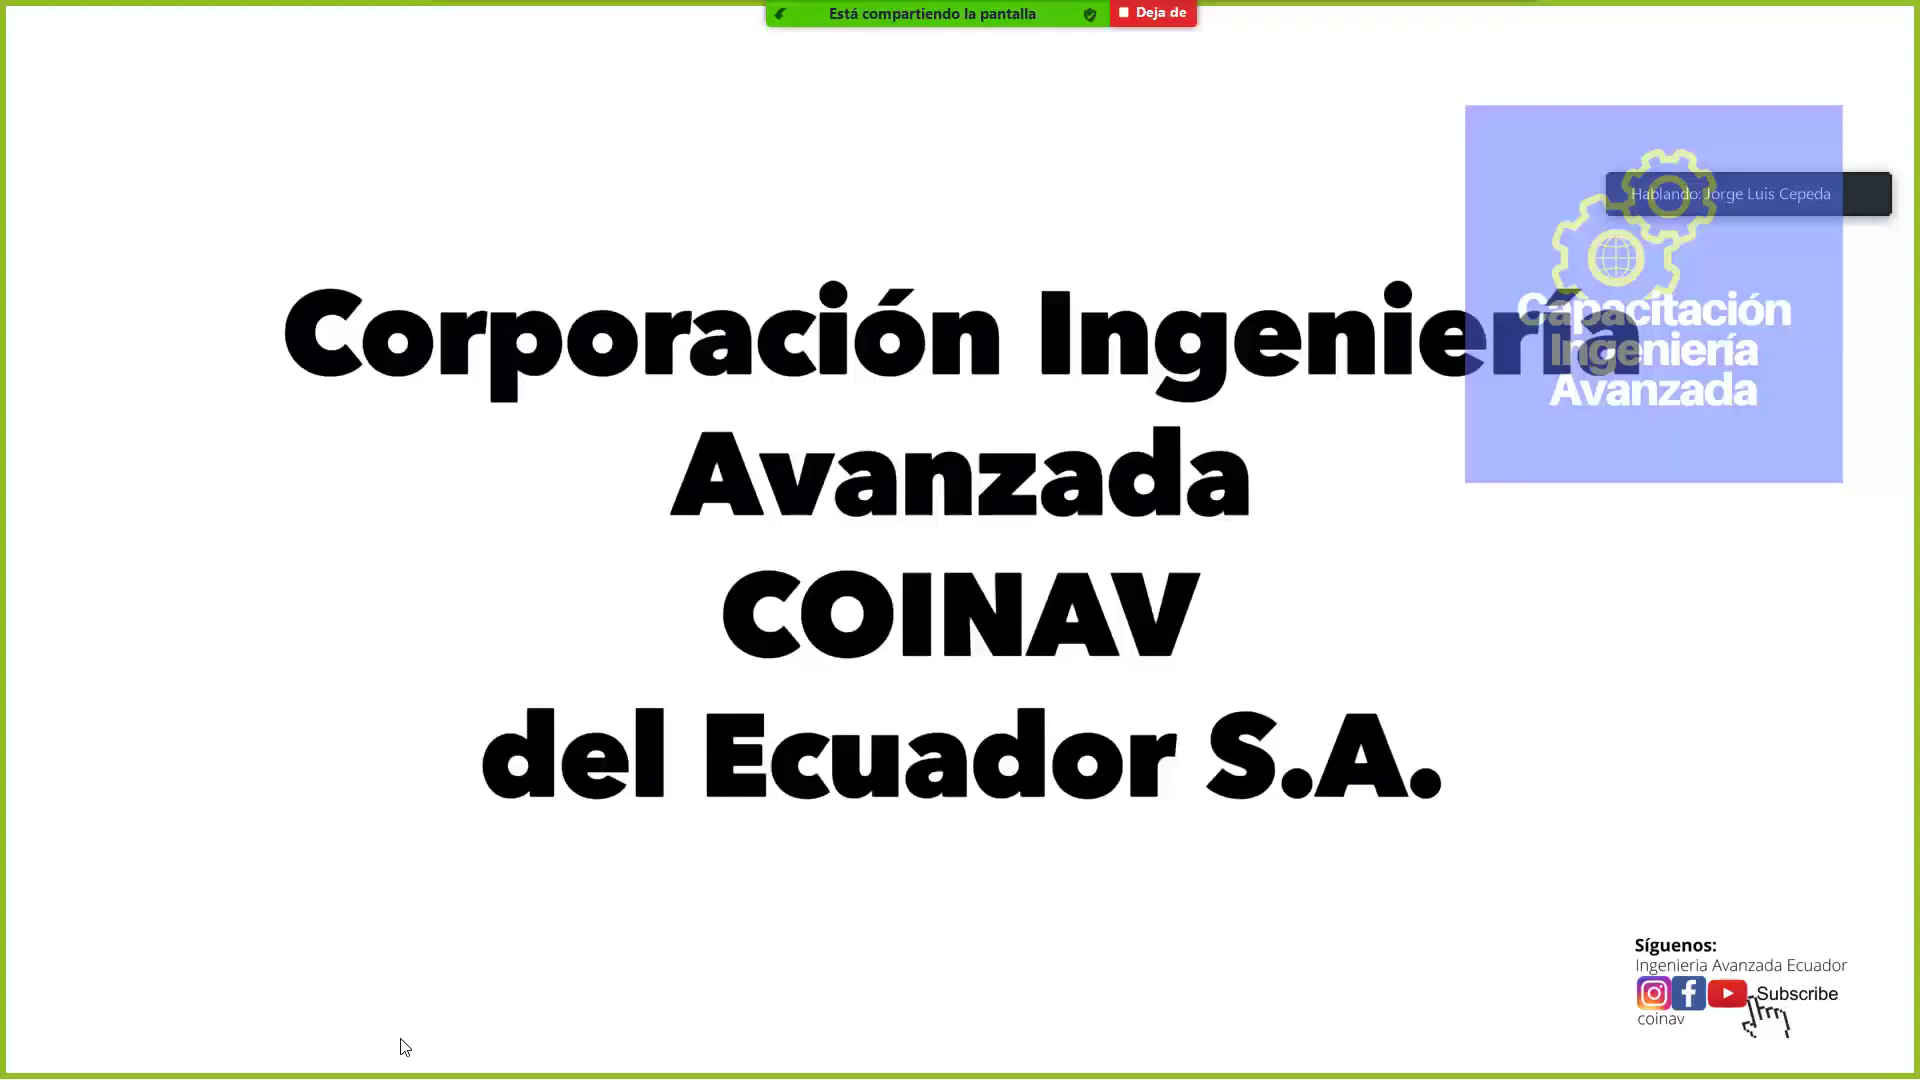 Está compartiendo la pantalla
Deja de
Hablando: Jorge Luis Cepeda
Capacitación
Ingeniería
Avanzada
Corporación Ingeniería
Avanzada
COINAV
del Ecuador S.A.
Síguenos:
Ingenieria Avanzada Ecuador
Subscribe
coinav